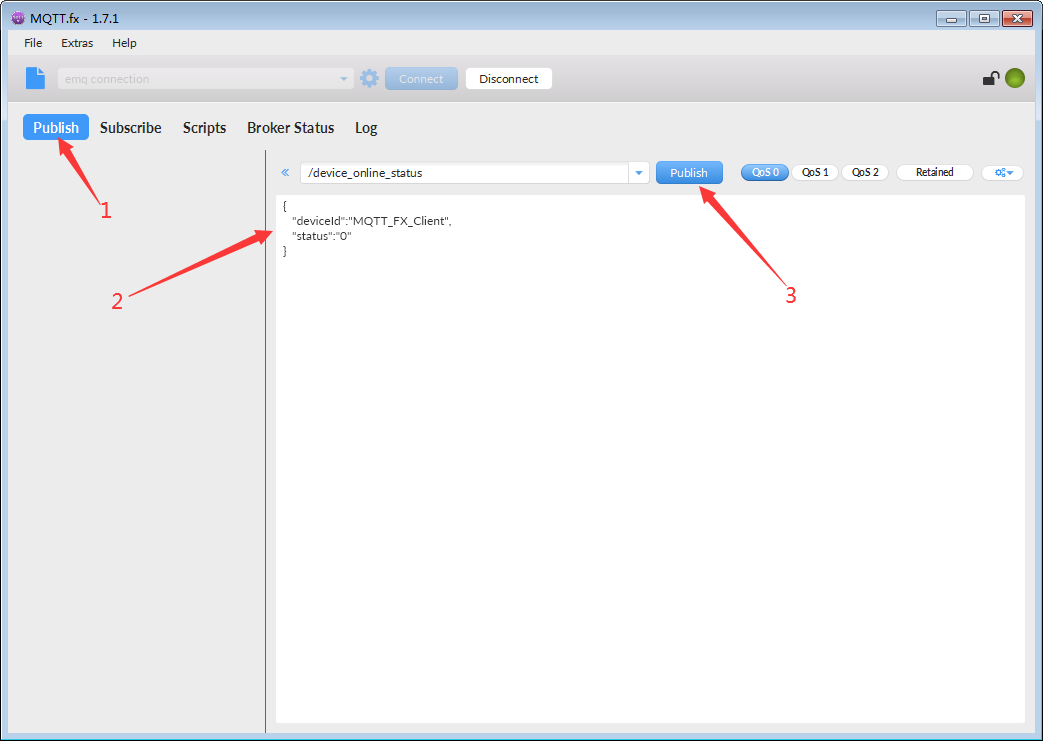 MQTT.fx - 1.7.1
File Extras Help
emq connection Connect Disconnect
Publish Subscribe Scripts Broker Status Log
/device_online_status Publish QoS 0 QoS 1 QoS 2 Retained
{
"deviceId":"MQTT_FX_Client",
"status":"0"
}
1
2
3